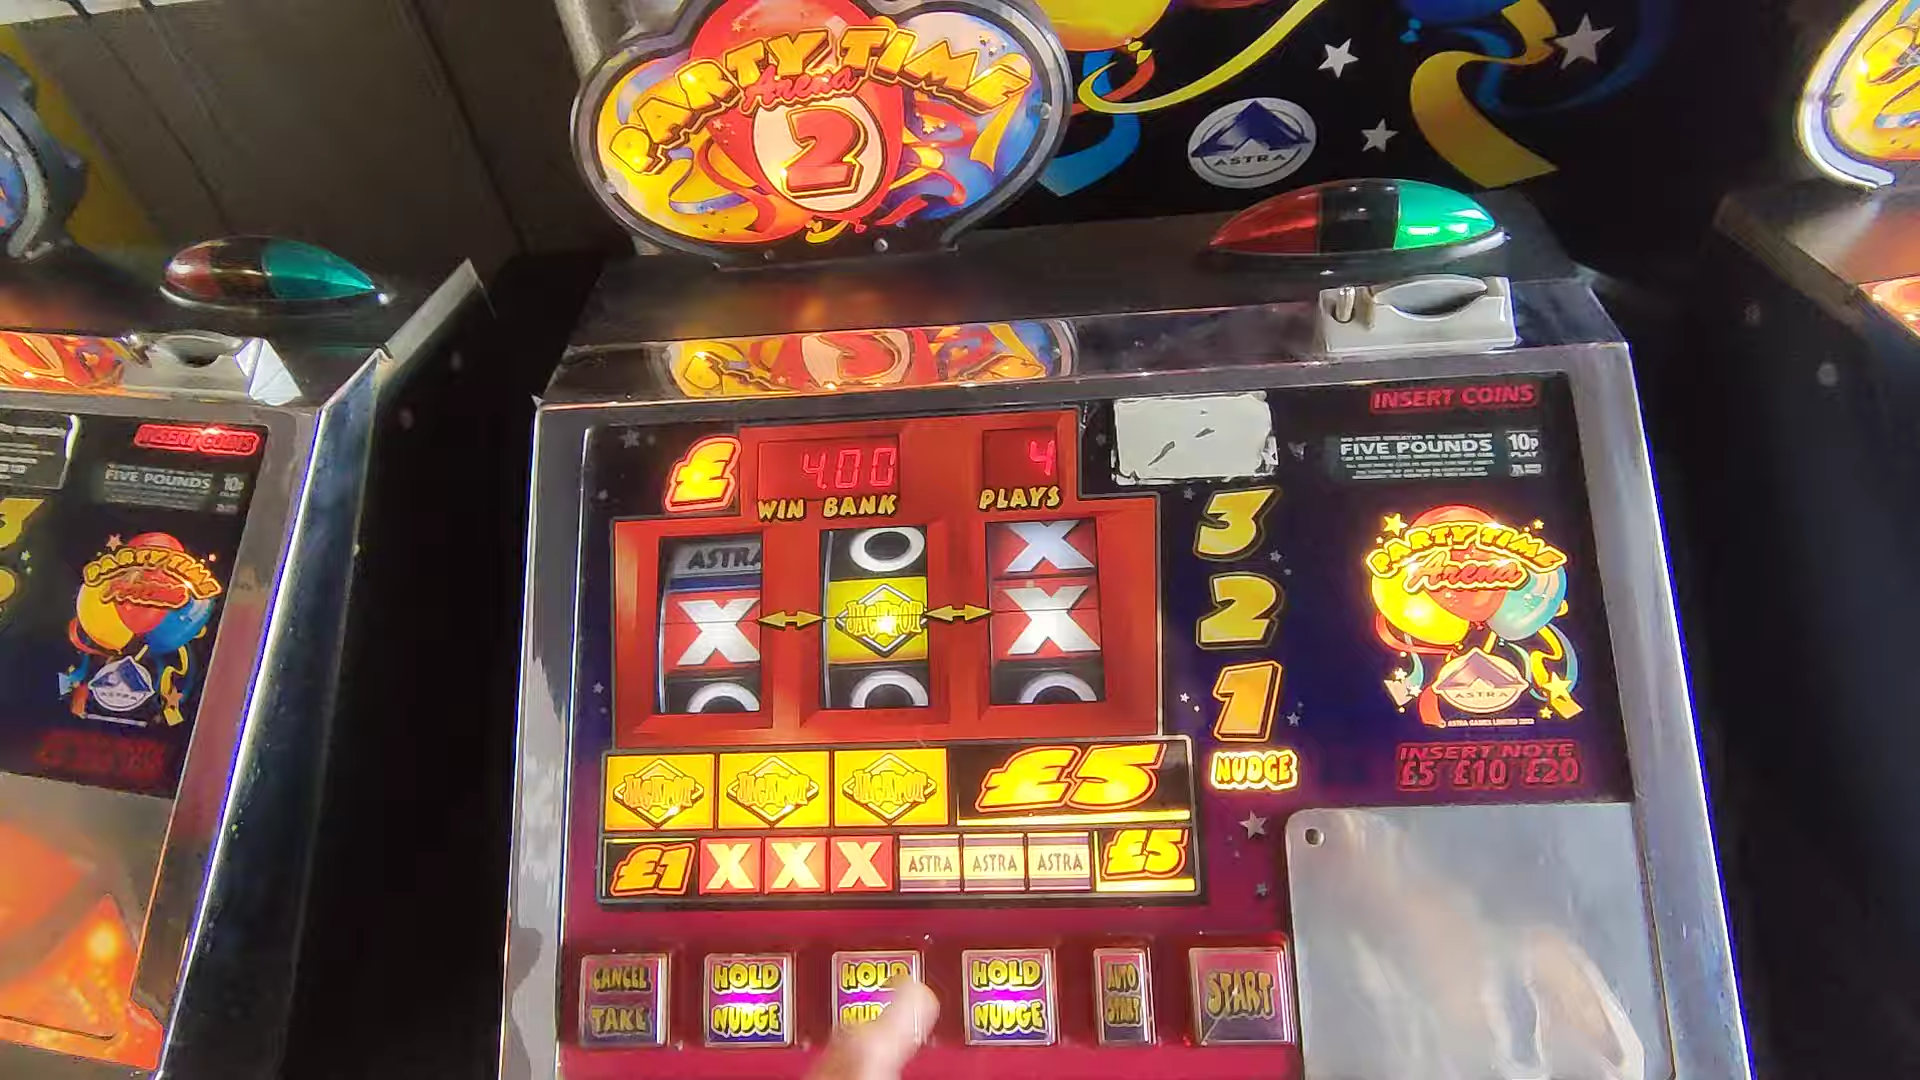 PARTY TIME
Arena
2
ASTRA
INSERT COINS
FIVE POUNDS
10p
PLAY
£
4.00
WIN BANK
4
PLAYS
ASTRA
X
JACKPOT
X
X
3
2
1
NUDGE
PARTY TIME
Arena
ASTRA
INSERT NOTE
£5 £10 £20
JACKPOT JACKPOT JACKPOT £5
£1 X X X ASTRA ASTRA ASTRA £5
CANCEL
TAKE
HOLD
NUDGE
HOLD
HOLD
NUDGE
AUTO
START
START
INSERT COINS
FIVE POUNDS
10p
PARTY TIME
Arena
ASTRA